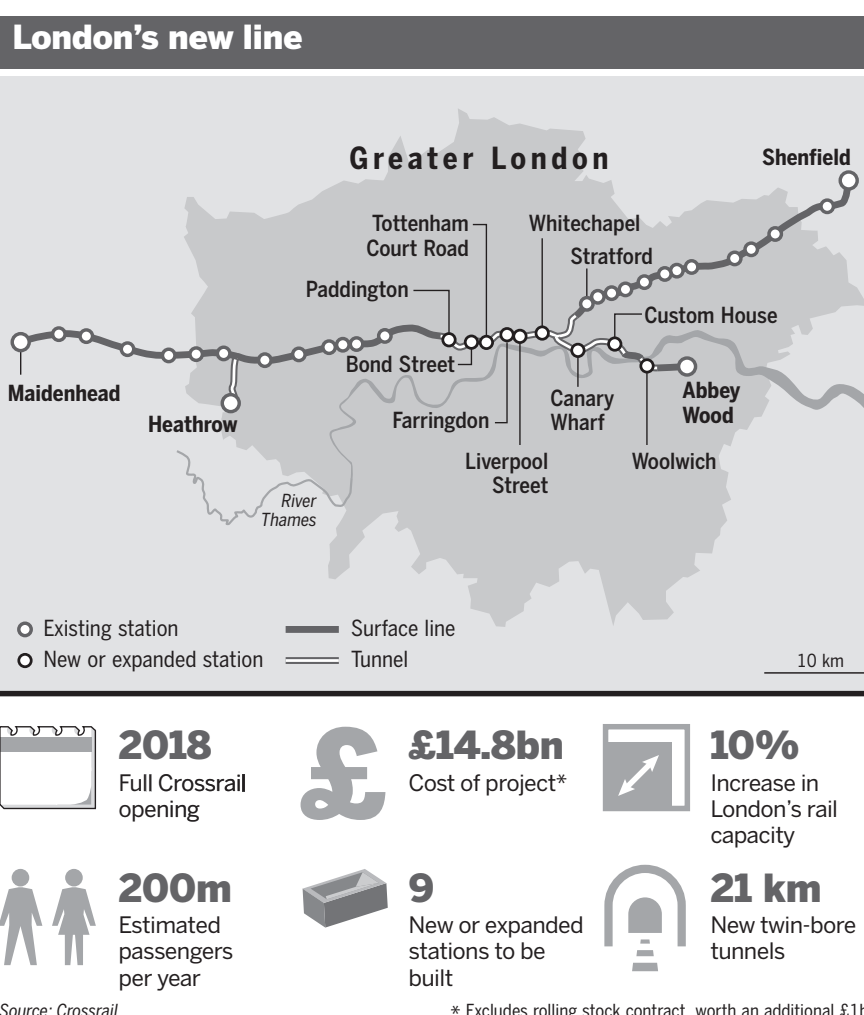 London’s new line
Greater London
Shenfield
Tottenham
Court Road
Whitechapel
Stratford
Paddington
Custom House
Bond Street
Maidenhead
Heathrow
Farringdon
Canary
Wharf
Abbey
Wood
Liverpool
Street
Woolwich
River
Thames
Existing station
Surface line
New or expanded station
Tunnel
10 km
2018
Full Crossrail
opening
£14.8bn
Cost of project*
10%
Increase in
London’s rail
capacity
200m
Estimated
passengers
per year
9
New or expanded
stations to be
built
21 km
New twin-bore
tunnels
Source: Crossrail
* Excludes rolling stock contract, worth an additional